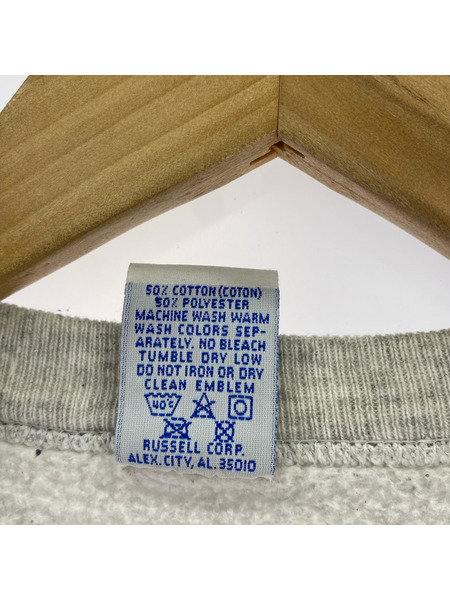 50% COTTON (COTON)
50% POLYESTER
MACHINE WASH WARM
WASH COLORS SEP-
ARATELY. NO BLEACH
TUMBLE DRY LOW
DO NOT IRON OR DRY
CLEAN EMBLEM
40°C
RUSSELL CORP.
ALEX. CITY, AL. 35010